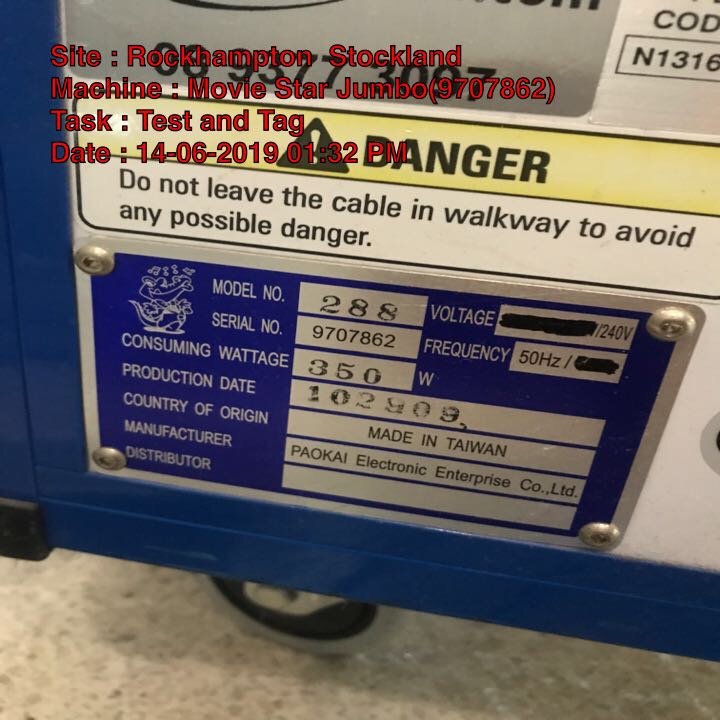 COD
N1316
08 9377 3007
Site : Rockhampton Stockland
Machine : Movie Star Jumbo(9707862)
Task : Test and Tag
Date : 14-06-2019 01:32 PM
DANGER
Do not leave the cable in walkway to avoid
any possible danger.
MODEL NO. 288 VOLTAGE /240V
SERIAL NO. 9707862 FREQUENCY 50Hz/
CONSUMING WATTAGE 350 W
PRODUCTION DATE 102909.
COUNTRY OF ORIGIN MADE IN TAIWAN
MANUFACTURER PAOKAI Electronic Enterprise Co.,Ltd.
DISTRIBUTOR